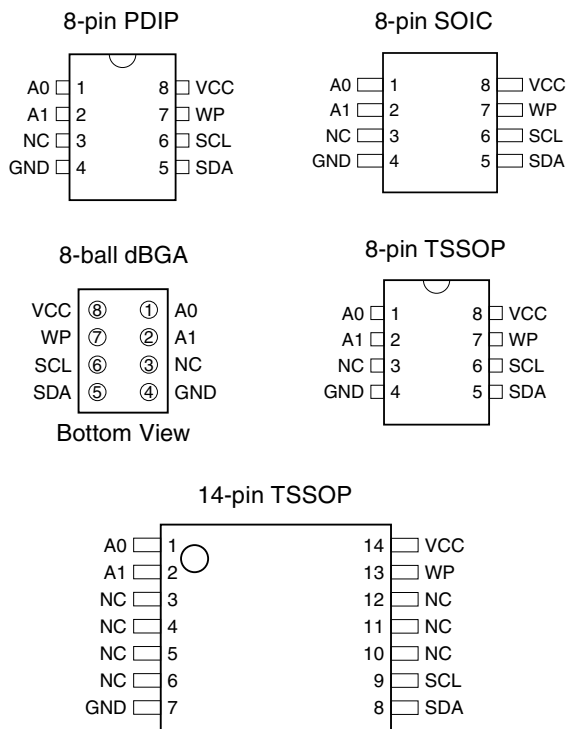 8-pin PDIP
A0 1 8 VCC
A1 2 7 WP
NC 3 6 SCL
GND 4 5 SDA
8-pin SOIC
A0 1 8 VCC
A1 2 7 WP
NC 3 6 SCL
GND 4 5 SDA
8-ball dBGA
VCC 8 1 A0
WP 7 2 A1
SCL 6 3 NC
SDA 5 4 GND
Bottom View
8-pin TSSOP
A0 1 8 VCC
A1 2 7 WP
NC 3 6 SCL
GND 4 5 SDA
14-pin TSSOP
A0 1 14 VCC
A1 2 13 WP
NC 3 12 NC
NC 4 11 NC
NC 5 10 NC
NC 6 9 SCL
GND 7 8 SDA